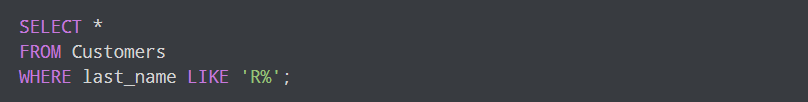 SELECT *
FROM Customers
WHERE last_name LIKE 'R%';